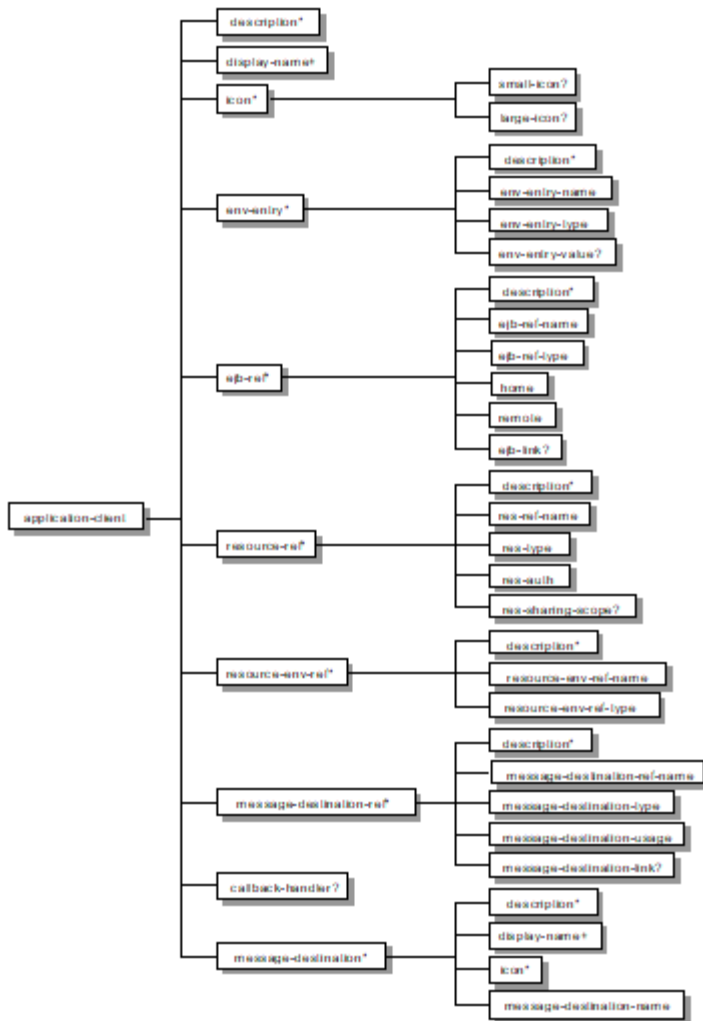 description*
display-name+
icon*
small-icon?
large-icon?
env-entry*
description*
env-entry-name
env-entry-type
env-entry-value?
ejb-ref*
description*
ejb-ref-name
ejb-ref-type
home
remote
ejb-link?
application-client
resource-ref*
description*
res-ref-name
res-type
res-auth
res-sharing-scope?
resource-env-ref*
description*
resource-env-ref-name
resource-env-ref-type
message-destination-ref*
description*
message-destination-ref-name
message-destination-type
message-destination-usage
message-destination-link?
callback-handler?
message-destination*
description*
display-name+
icon*
message-destination-name